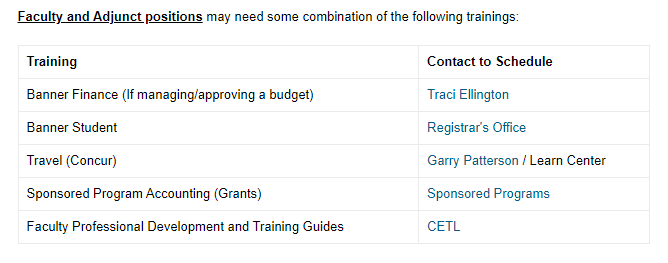 Faculty and Adjunct positions may need some combination of the following trainings:
Training Contact to Schedule
Banner Finance (If managing/approving a budget) Traci Ellington
Banner Student Registrar's Office
Travel (Concur) Garry Patterson / Learn Center
Sponsored Program Accounting (Grants) Sponsored Programs
Faculty Professional Development and Training Guides CETL